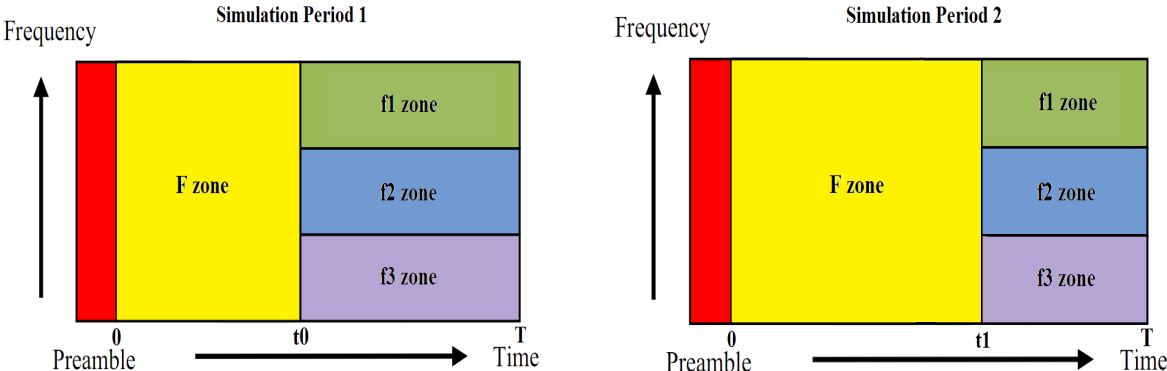 Simulation Period 1
Frequency
f1 zone
F zone
f2 zone
f3 zone
0
t0
T
Preamble
Time
Simulation Period 2
Frequency
f1 zone
F zone
f2 zone
f3 zone
0
t1
T
Preamble
Time